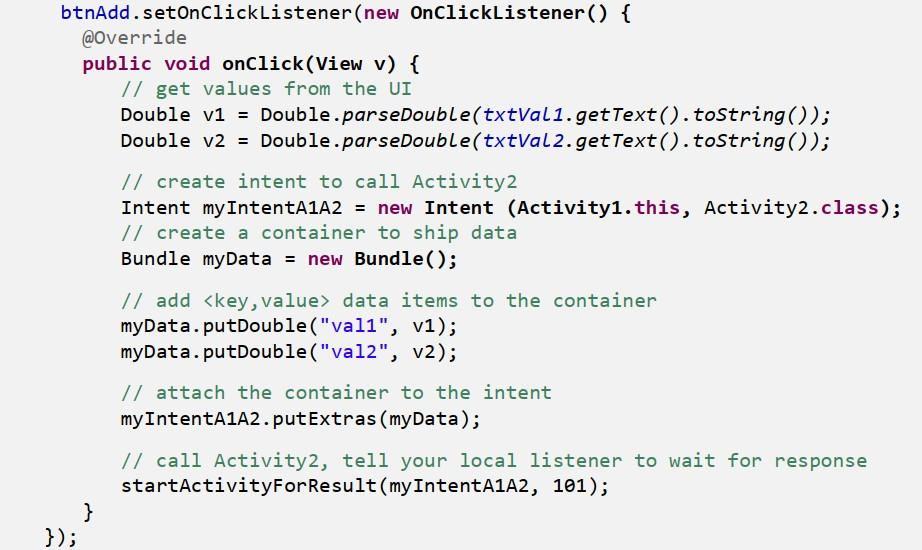 btnAdd.setOnClickListener(new OnClickListener() {
@Override
public void onClick(View v) {
// get values from the UI
Double v1 = Double.parseDouble(txtVal1.getText().toString());
Double v2 = Double.parseDouble(txtVal2.getText().toString());
// create intent to call Activity2
Intent myIntentA1A2 = new Intent (Activity1.this, Activity2.class);
// create a container to ship data
Bundle myData = new Bundle();
// add <key,value> data items to the container
myData.putDouble("val1", v1);
myData.putDouble("val2", v2);
// attach the container to the intent
myIntentA1A2.putExtras(myData);
// call Activity2, tell your local listener to wait for response
startActivityForResult(myIntentA1A2, 101);
}
});